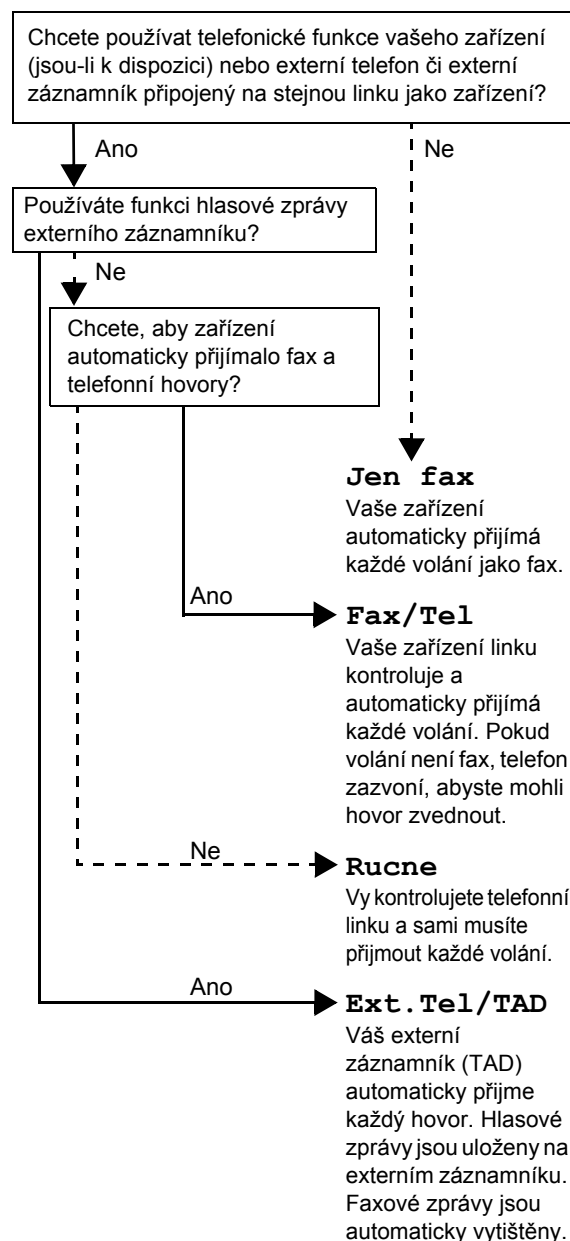 Chcete používat telefonické funkce vašeho zařízení
(jsou-li k dispozici) nebo externí telefon či externí
záznamník připojený na stejnou linku jako zařízení?
Ano
Ne
Používáte funkci hlasové zprávy
externího záznamníku?
Ne
Chcete, aby zařízení
automaticky přijímalo fax a
telefonní hovory?
Jen fax
Vaše zařízení
automaticky přijímá
každé volání jako fax.
Ano
Fax/Tel
Vaše zařízení linku
kontroluje a
automaticky přijímá
každé volání. Pokud
volání není fax, telefon
zazvoní, abyste mohli
hovor zvednout.
Ne
Rucne
Vy kontrolujete telefonní
linku a sami musíte
přijmout každé volání.
Ano
Ext.Tel/TAD
Váš externí
záznamník (TAD)
automaticky přijme
každý hovor. Hlasové
zprávy jsou uloženy na
externím záznamníku.
Faxové zprávy jsou
automaticky vytištěny.